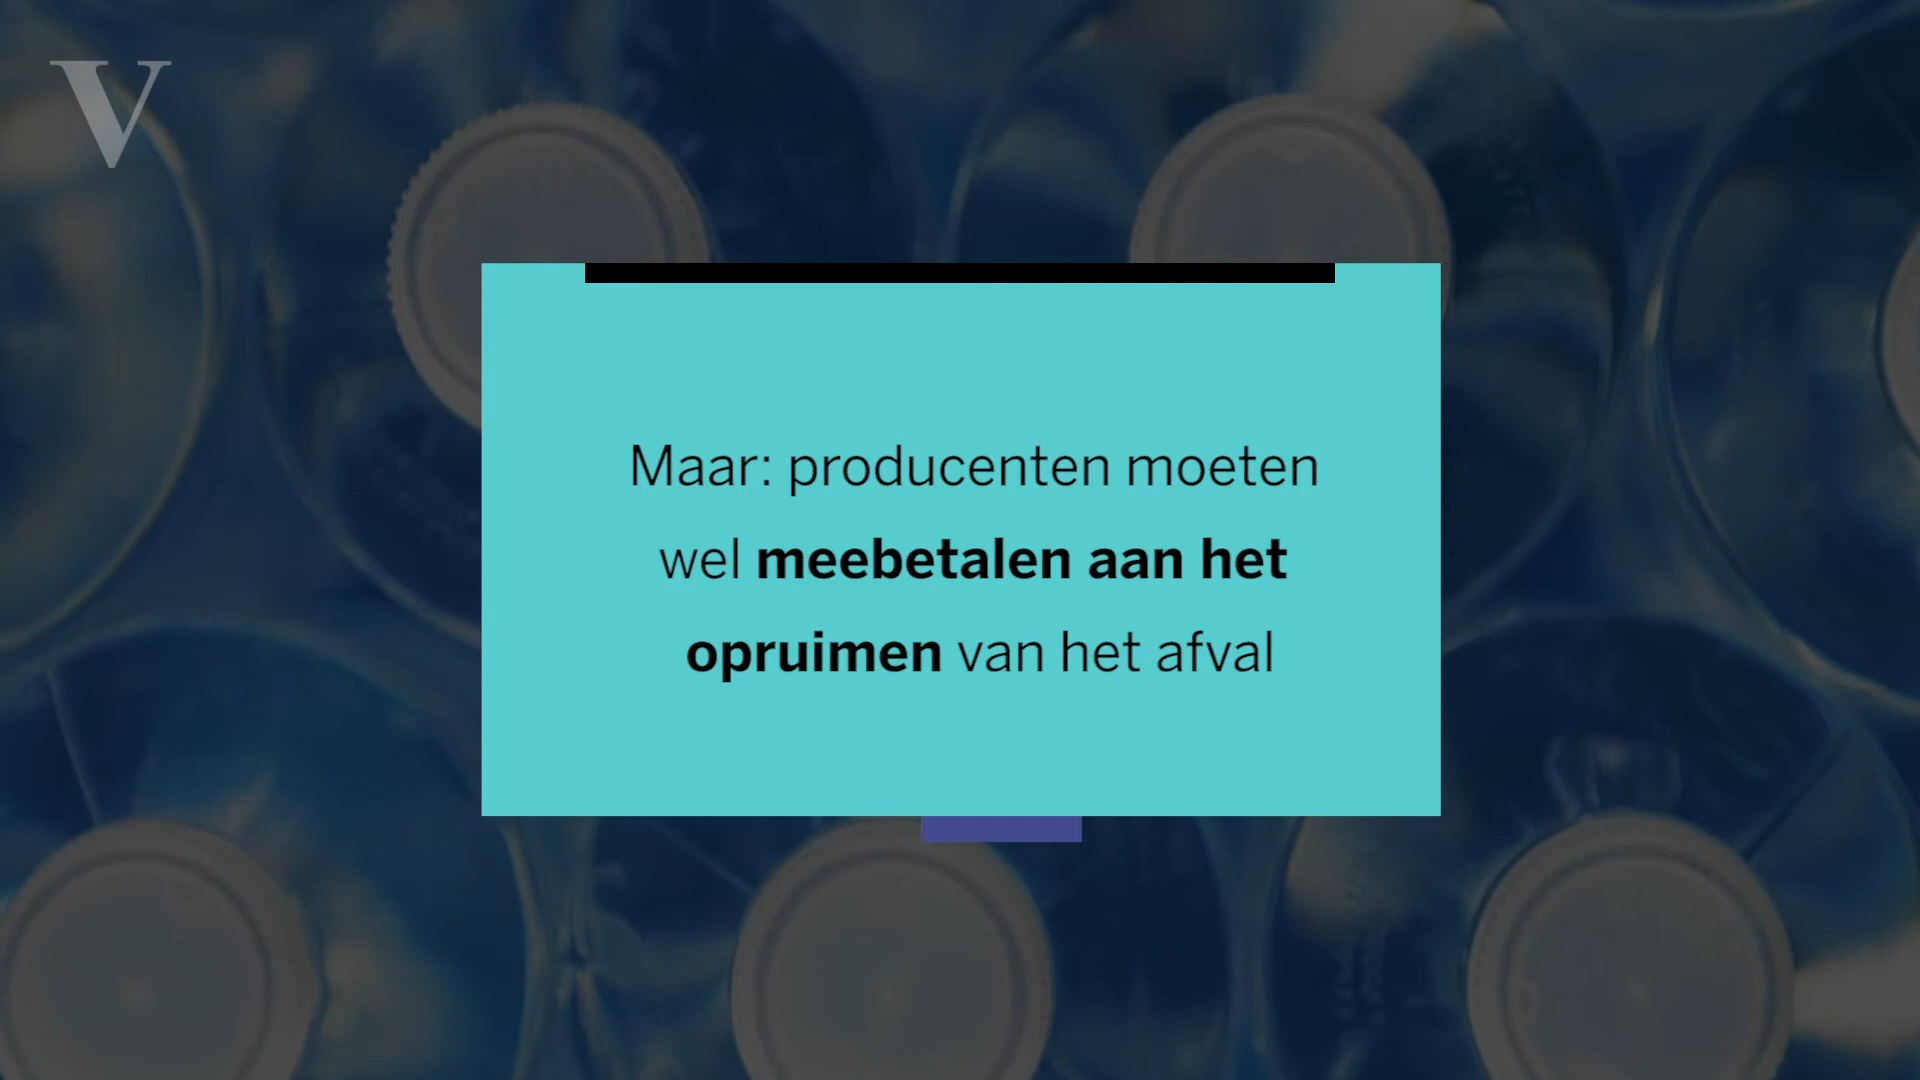 V
Maar: producenten moeten
wel meebetalen aan het
opruimen van het afval